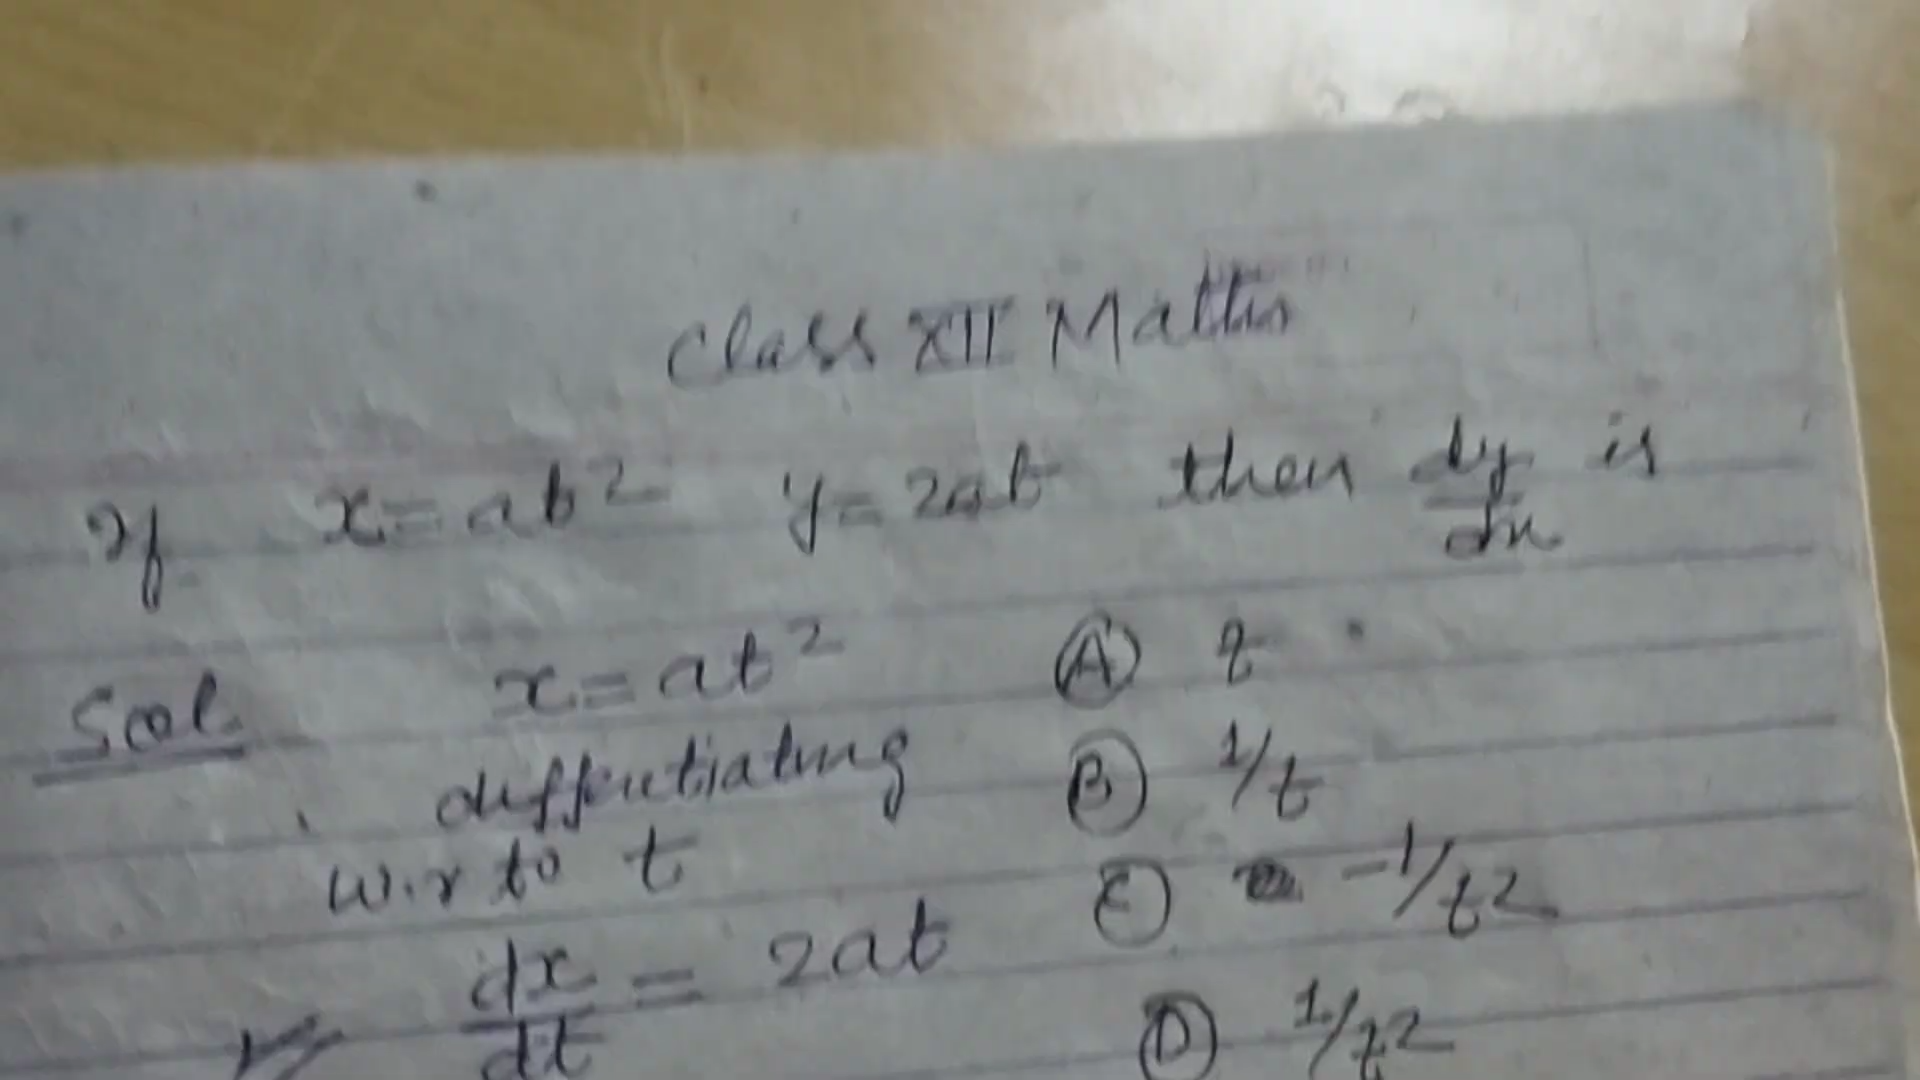 Class XII Maths
If x=at² y=2at then dy/dx is
Sol x=at² (A) t
differentiating (B) 1/t
w.r to t (C) -1/t2
dx/dt = 2at (D) 1/t2